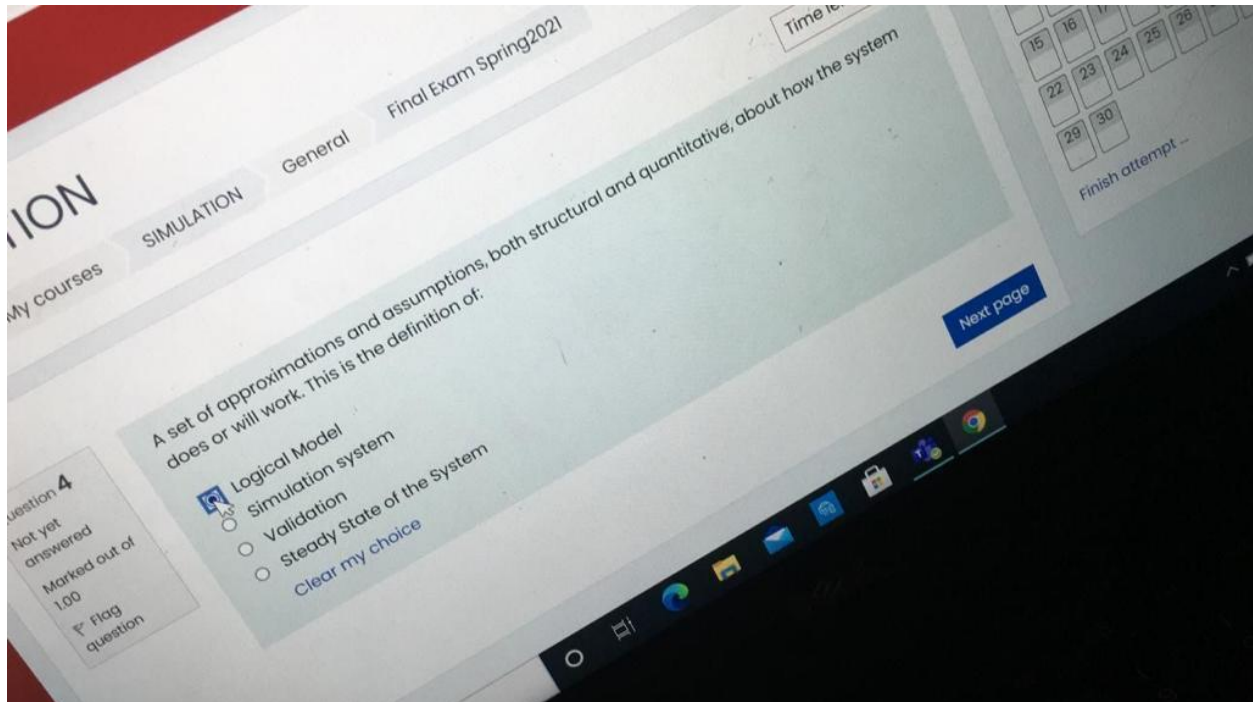 My courses
SIMULATION
General
Final Exam Spring2021
Question 4
Not yet
answered
Marked out of
1.00
Flag
question
A set of approximations and assumptions, both structural and quantitative, about how the system
does or will work. This is the definition of:
Logical Model
Simulation system
Validation
Steady State of the System
Clear my choice
Next page
15 16 17
22 23 24 25 26
29 30
Finish attempt ...